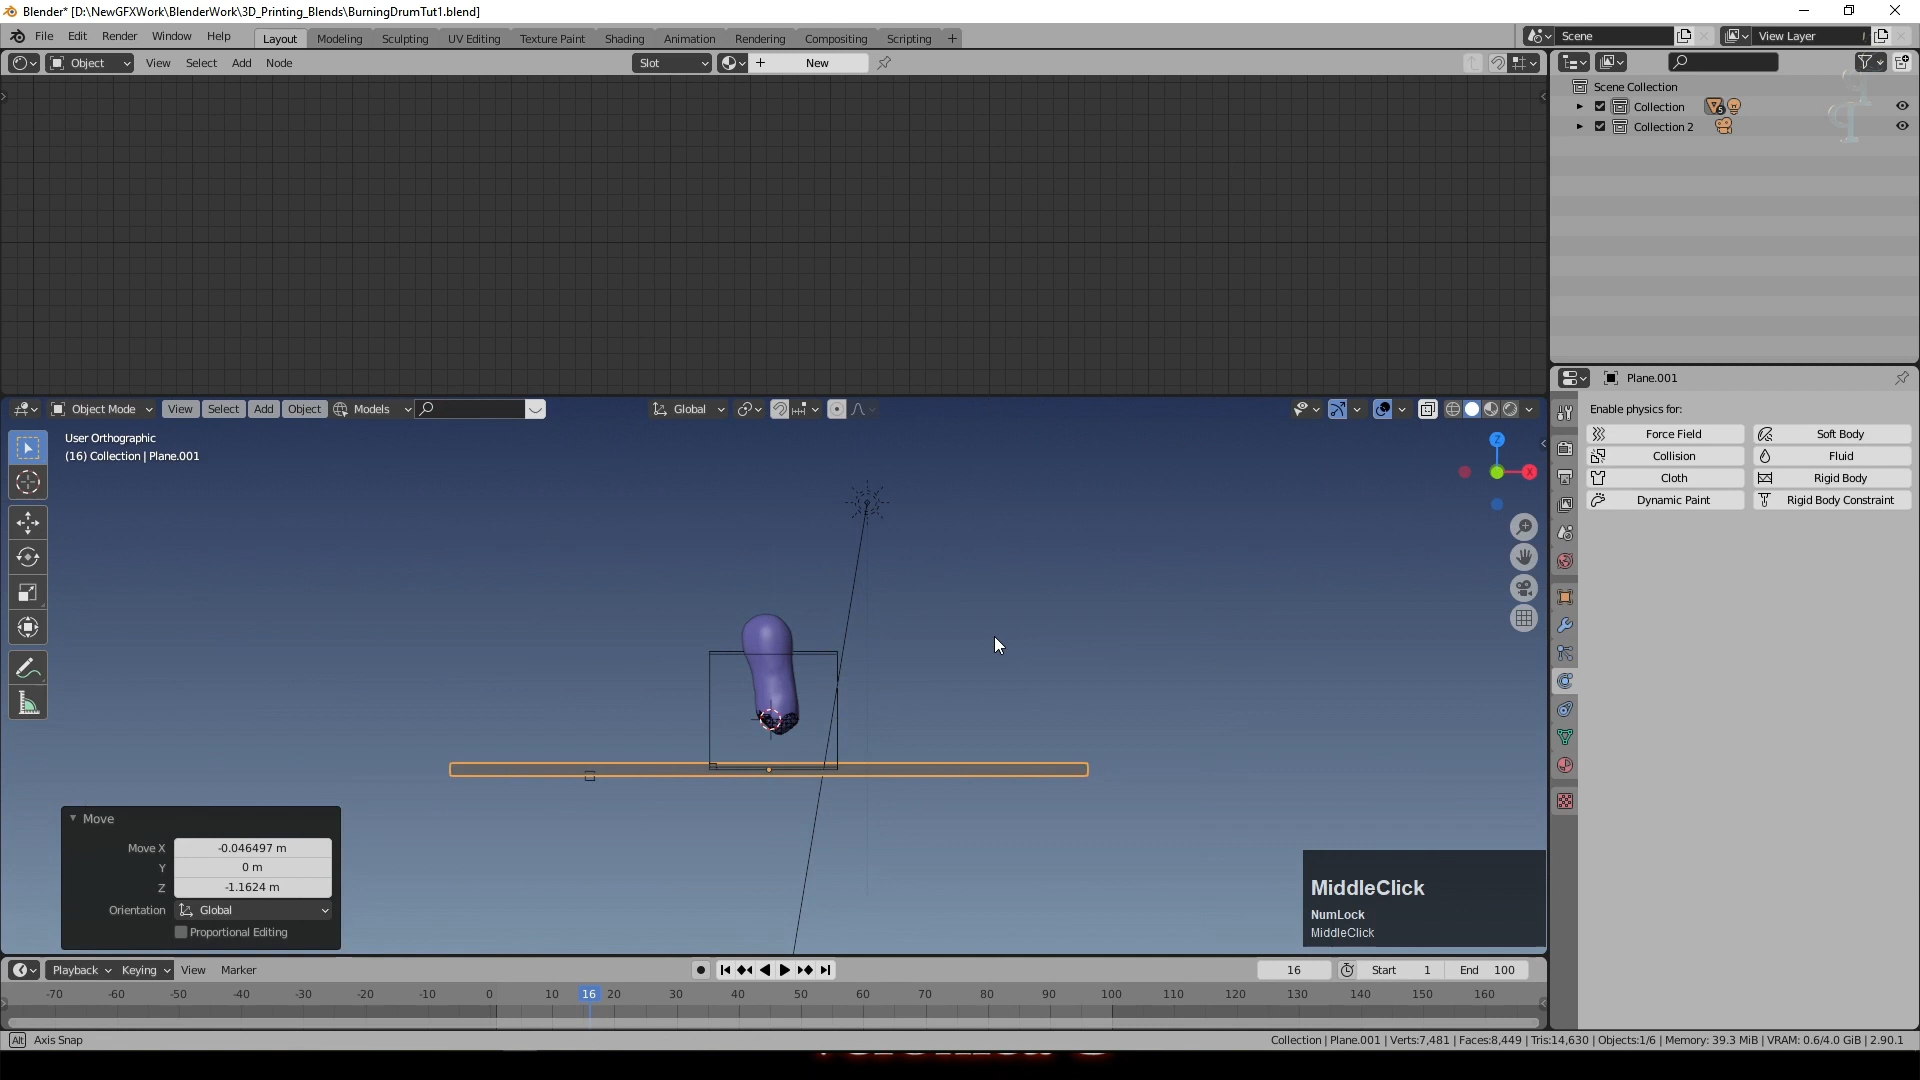 Blender* [D:\NewGFXWork\BlenderWork\3D_Printing_Blends\BurningDrumTut1.blend]
File Edit Render Window Help Layout Modeling Sculpting UV Editing Texture Paint Shading Animation Rendering Compositing Scripting + Scene View Layer
Object View Select Add Node Slot New
Scene Collection
Collection
Collection 2
Plane.001
Enable physics for:
Force Field Soft Body
Collision Fluid
Cloth Rigid Body
Dynamic Paint Rigid Body Constraint
Object Mode View Select Add Object Models Global
User Orthographic
(16) Collection | Plane.001
Z
X
Move
Move X -0.046497 m
Y 0 m
Z -1.1624 m
Orientation Global
Proportional Editing
MiddleClick
NumLock
MiddleClick
Playback Keying View Marker 16 Start 1 End 100
-70 -60 -50 -40 -30 -20 -10 0 10 16 20 30 40 50 60 70 80 90 100 110 120 130 140 150 160
Alt Axis Snap Collection | Plane.001 | Verts:7,481 | Faces:8,449 | Tris:14,630 | Objects:1/6 | Memory: 39.3 MiB | VRAM: 0.6/4.0 GiB | 2.90.1